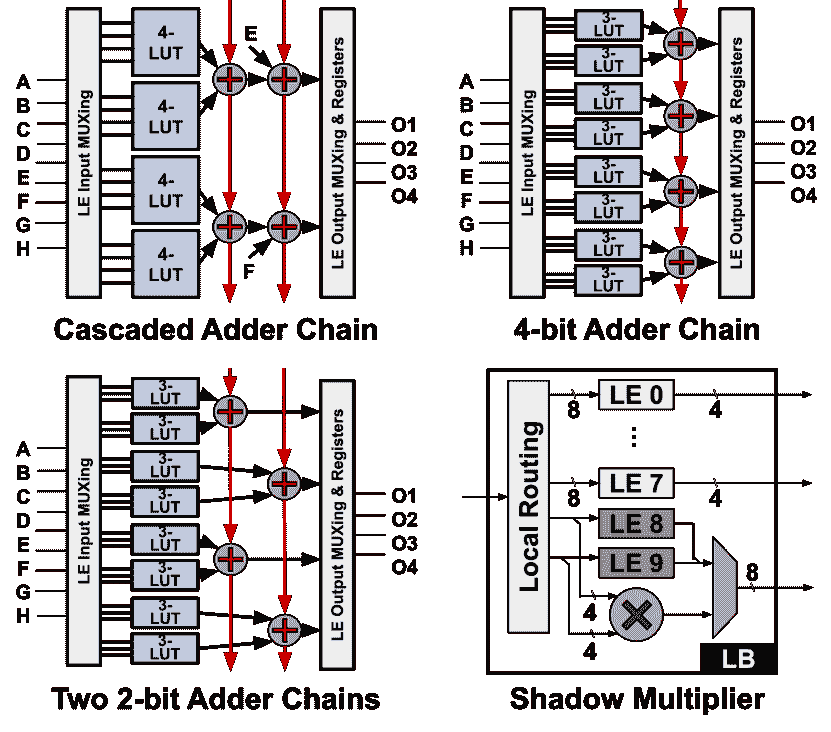 4-
LUT
4-
LUT
4-
LUT
4-
LUT
LE Input MUXing
A
B
C
D
E
F
G
H
E
F
LE Output MUXing & Registers
O1
O2
O3
O4
Cascaded Adder Chain
3-
LUT
3-
LUT
3-
LUT
3-
LUT
3-
LUT
3-
LUT
3-
LUT
3-
LUT
LE Input MUXing
A
B
C
D
E
F
G
H
LE Output MUXing & Registers
O1
O2
O3
O4
4-bit Adder Chain
3-
LUT
3-
LUT
3-
LUT
3-
LUT
3-
LUT
3-
LUT
3-
LUT
3-
LUT
LE Input MUXing
A
B
C
D
E
F
G
H
LE Output MUXing & Registers
O1
O2
O3
O4
Two 2-bit Adder Chains
Local Routing
8
LE 0
4
...
8
LE 7
4
LE 8
LE 9
4
4
8
LB
Shadow Multiplier